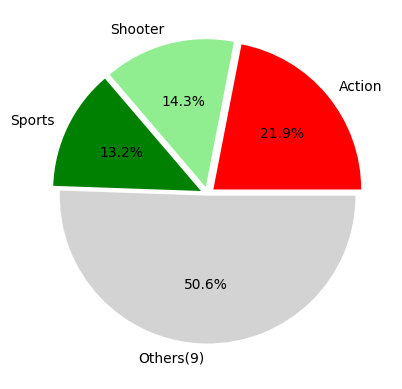 Shooter
Action
14.3%
21.9%
Sports
13.2%
50.6%
Others(9)